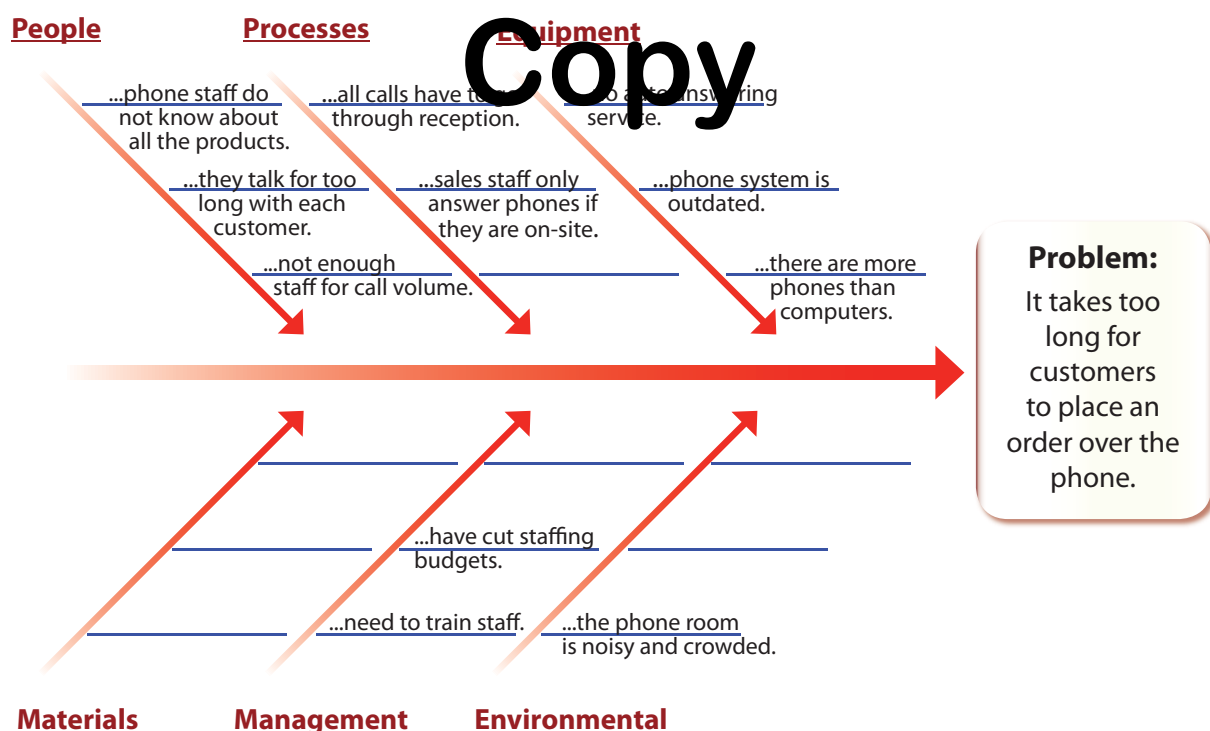 People
...phone staff do
not know about
all the products.
...they talk for too
long with each
customer.
...not enough
staff for call volume.
Processes
...all calls have to go
through reception.
...sales staff only
answer phones if
they are on-site.
Equipment
auto answering
service.
...phone system is
outdated.
...there are more
phones than
computers.
Copy
Problem:
It takes too
long for
customers
to place an
order over the
phone.
Materials
Management
...have cut staffing
budgets.
...need to train staff.
Environmental
...the phone room
is noisy and crowded.